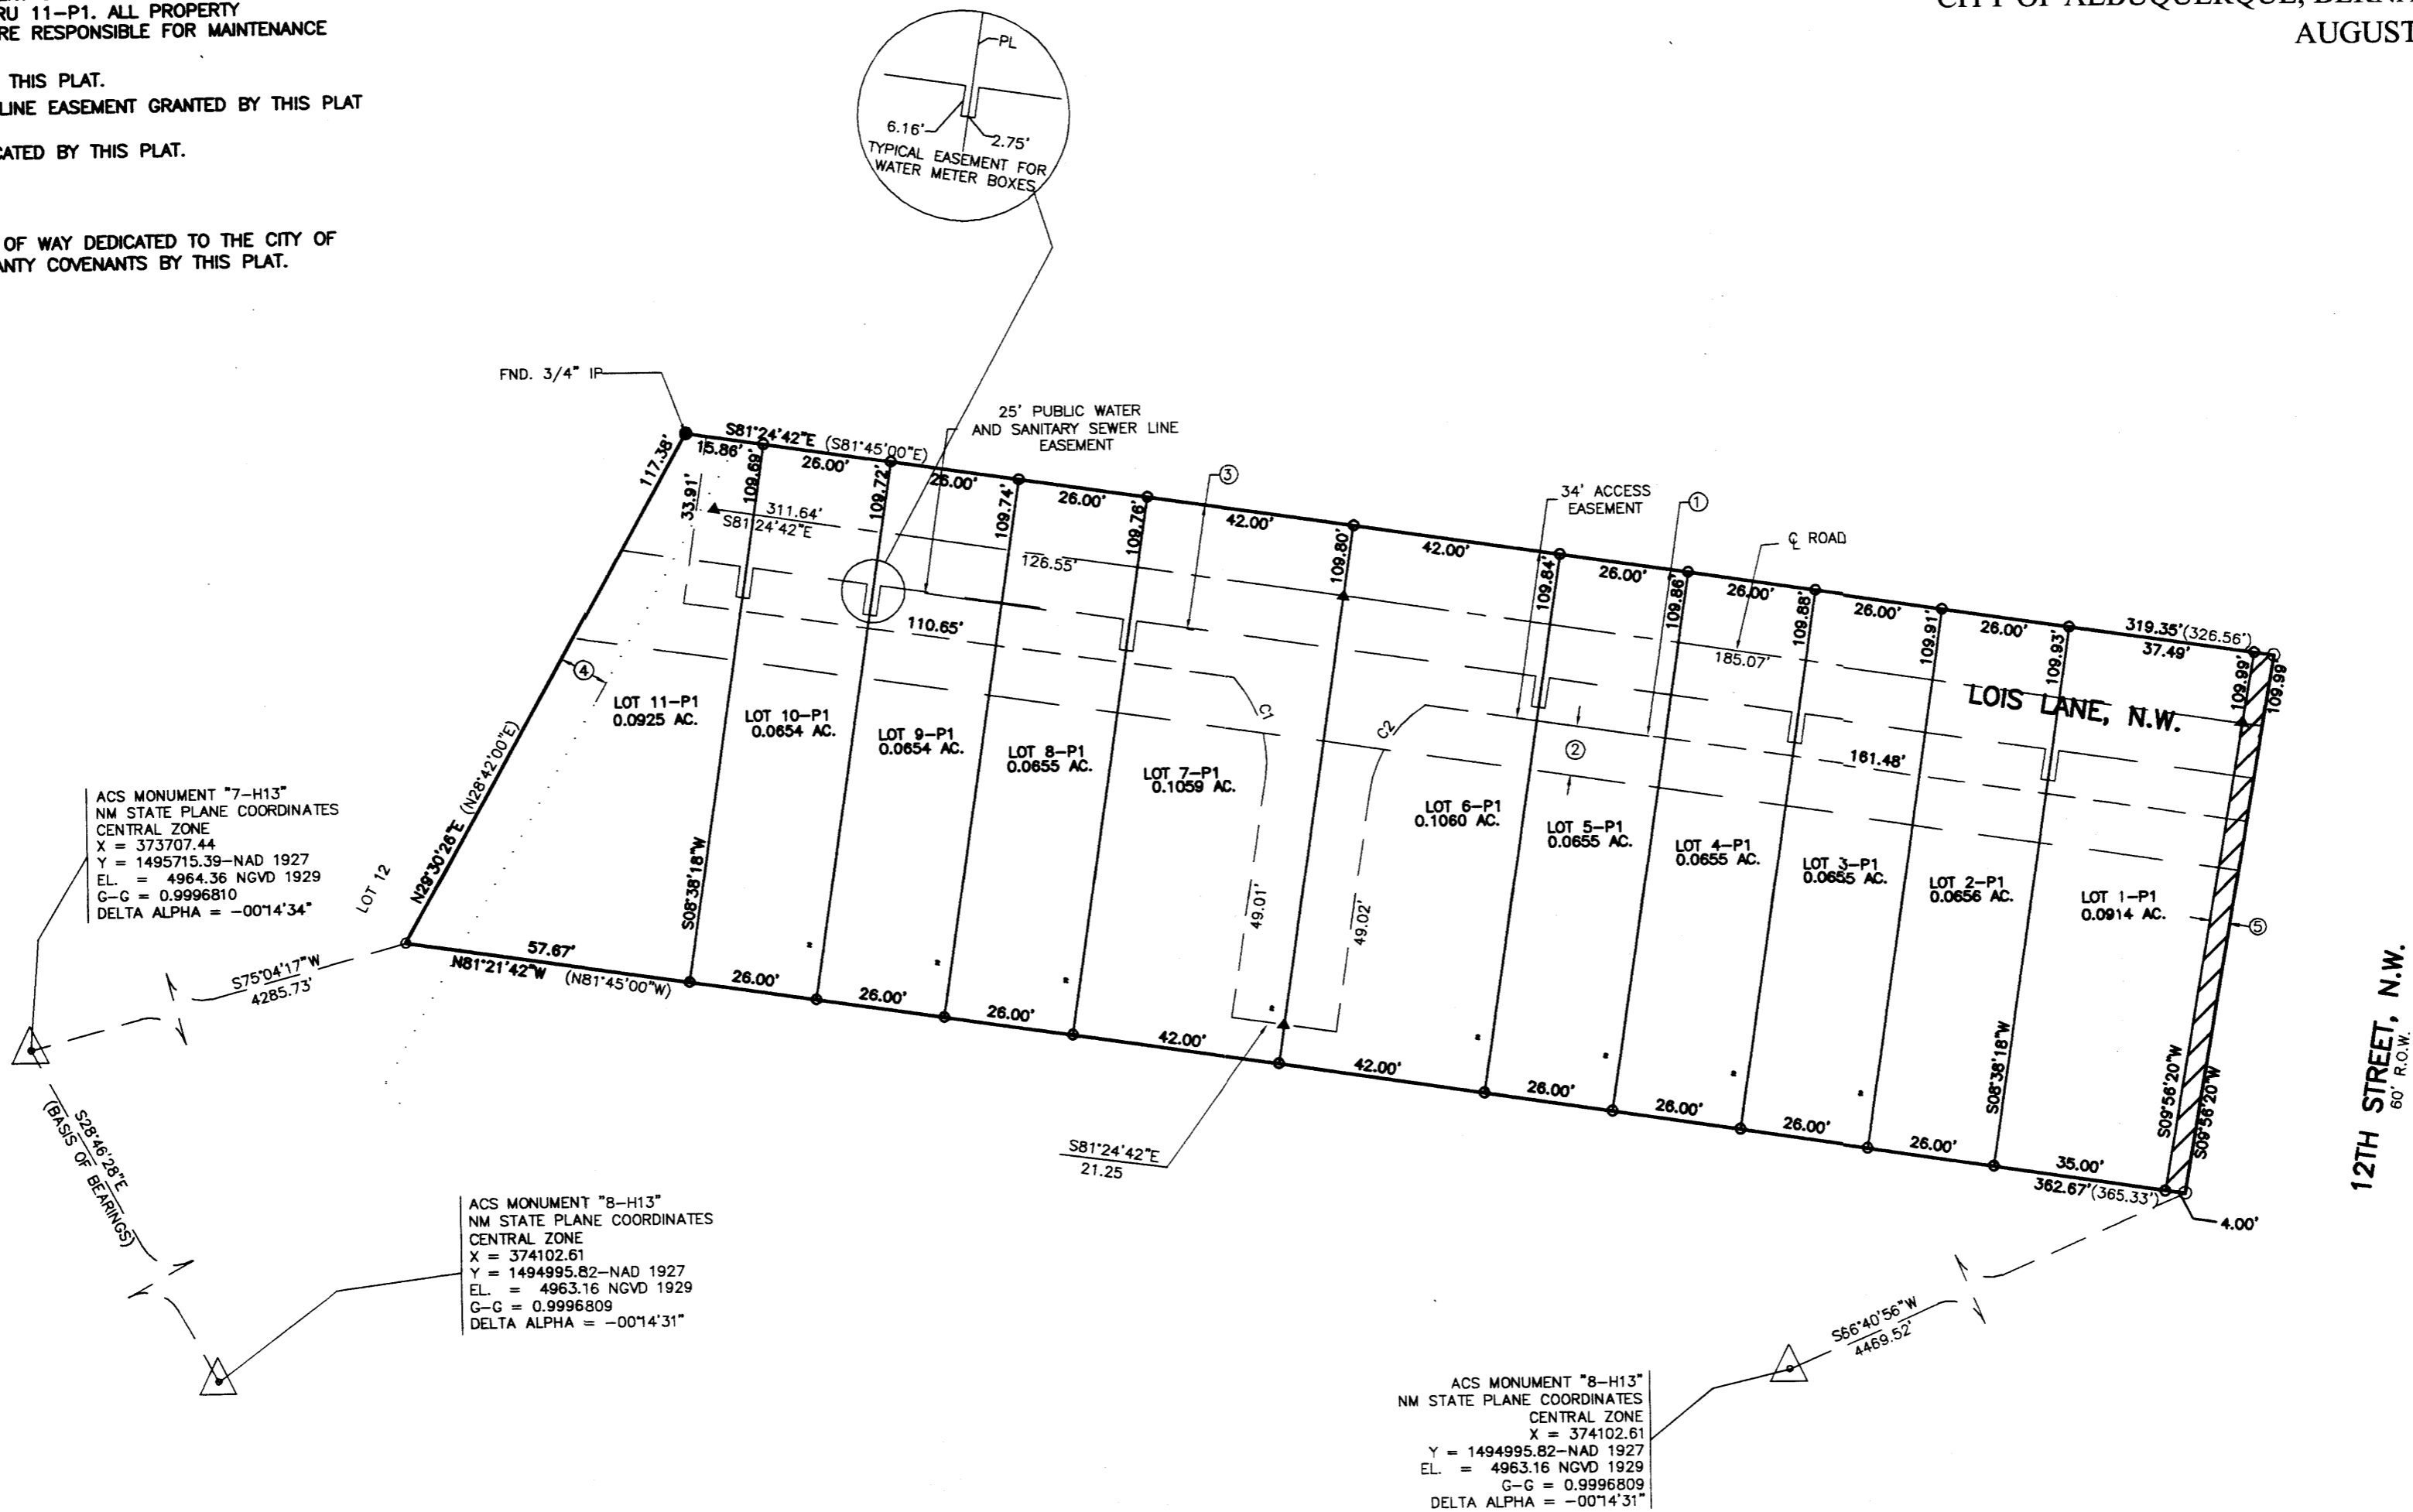 RU 11-P1. ALL PROPERTY
RE RESPONSIBLE FOR MAINTENANCE
THIS PLAT.
LINE EASEMENT GRANTED BY THIS PLAT
CATED BY THIS PLAT.
OF WAY DEDICATED TO THE CITY OF
ANTY COVENANTS BY THIS PLAT.
CITY OF ALBUQUERQUE,
AUGUST
PL
6.16'
2.75'
TYPICAL EASEMENT FOR
WATER METER BOXES
FND. 3/4" IP
25' PUBLIC WATER
AND SANITARY SEWER LINE
EASEMENT
3
34' ACCESS
EASEMENT
1
℄ ROAD
S81°24'42"E (S81°45'00"E)
15.86'
26.00'
26.00'
26.00'
42.00'
42.00'
26.00'
26.00'
26.00'
26.00'
319.35'(326.56')
37.49'
117.38'
33.91'
109.69'
109.72'
109.74'
109.76'
109.80'
109.84'
109.86'
109.88'
109.91'
109.93'
109.99'
109.99
311.64'
S81°24'42"E
126.55'
110.65'
185.07'
161.48'
LOIS LANE, N.W.
C1
C2
2
4
LOT 11-P1
0.0925 AC.
LOT 10-P1
0.0654 AC.
LOT 9-P1
0.0654 AC.
LOT 8-P1
0.0655 AC.
LOT 7-P1
0.1059 AC.
LOT 6-P1
0.1060 AC.
LOT 5-P1
0.0655 AC.
LOT 4-P1
0.0655 AC.
LOT 3-P1
0.0655 AC.
LOT 2-P1
0.0656 AC.
LOT 1-P1
0.0914 AC.
5
N29°30'26"E (N28°42'00"E)
LOT 12
S08°38'18"W
"
"
"
"
"
"
"
"
49.01'
49.02'
S08°38'18"W
S09°56'20"W
S09°56'20"W
12TH STREET, N.W.
60' R.O.W.
57.67'
N81°21'42"W (N81°45'00"W)
26.00'
26.00'
26.00'
42.00'
42.00'
26.00'
26.00'
26.00'
26.00'
35.00'
362.67'(365.33')
4.00'
S81°24'42"E
21.25
ACS MONUMENT "7-H13"
NM STATE PLANE COORDINATES
CENTRAL ZONE
X = 373707.44
Y = 1495715.39-NAD 1927
EL. = 4964.36 NGVD 1929
G-G = 0.9996810
DELTA ALPHA = -00°14'34"
S75°04'17"W
4285.73'
S28°46'28"E
(BASIS OF BEARINGS)
ACS MONUMENT "8-H13"
NM STATE PLANE COORDINATES
CENTRAL ZONE
X = 374102.61
Y = 1494995.82-NAD 1927
EL. = 4963.16 NGVD 1929
G-G = 0.9996809
DELTA ALPHA = -00°14'31"
S66°40'56"W
4469.52'
ACS MONUMENT "8-H13"
NM STATE PLANE COORDINATES
CENTRAL ZONE
X = 374102.61
Y = 1494995.82-NAD 1927
EL. = 4963.16 NGVD 1929
G-G = 0.9996809
DELTA ALPHA = -00°14'31"